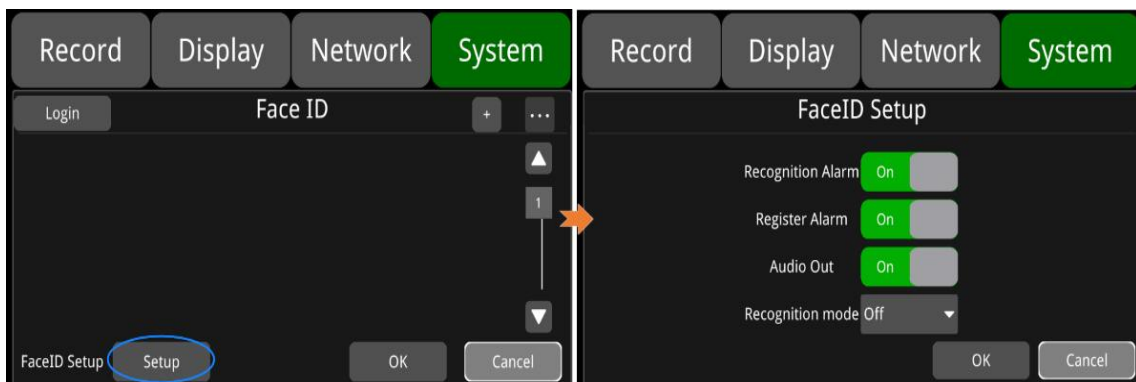 Record Display Network System
Login Face ID + ...
1
FaceID Setup Setup OK Cancel
Record Display Network System
FaceID Setup
Recognition Alarm On
Register Alarm On
Audio Out On
Recognition mode Off
OK Cancel